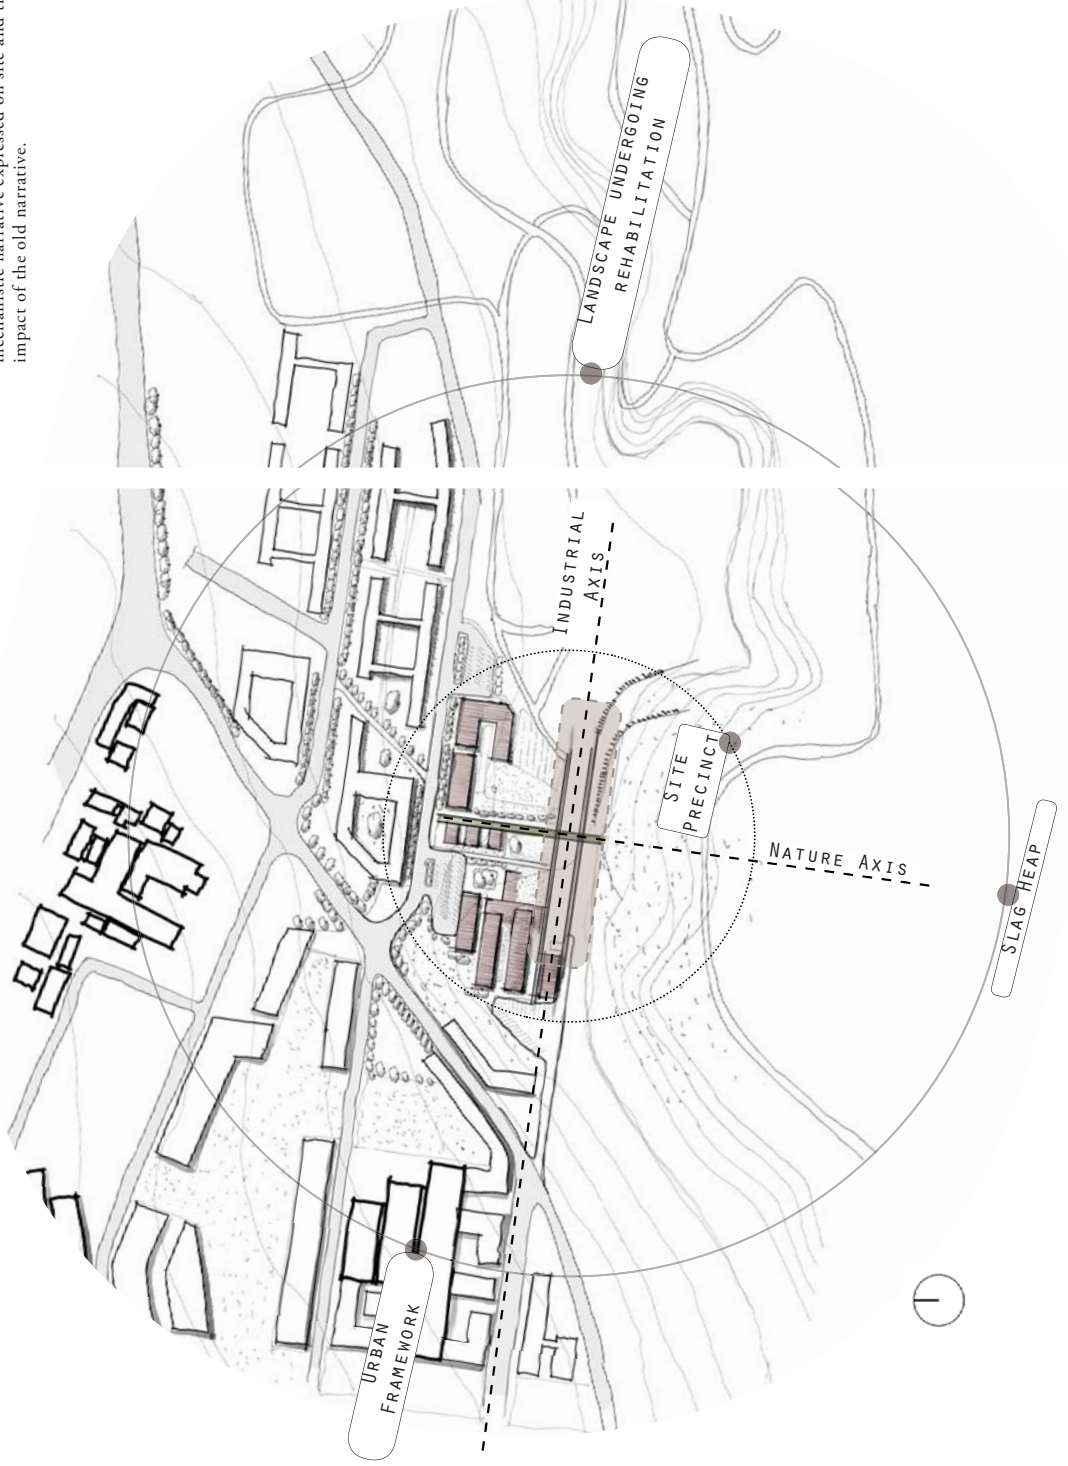 mechanistic narrative expressed on site and
impact of the old narrative.
LANDSCAPE UNDERGOING
REHABILITATION
INDUSTRIAL
AXIS
SITE
PRECINCT
NATURE AXIS
SLAG HEAP
URBAN
FRAMEWORK